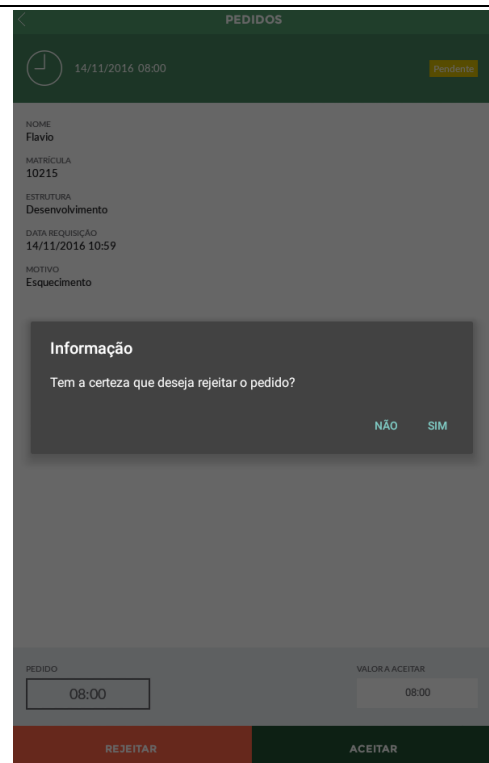 PEDIDOS
14/11/2016 08:00
Pendente
NOME
Flavio
MATRÍCULA
10215
ESTRUTURA
Desenvolvimento
DATA REQUISIÇÃO
14/11/2016 10:59
MOTIVO
Esquecimento
Informação
Tem a certeza que deseja rejeitar o pedido?
NÃO SIM
PEDIDO
08:00
VALOR A ACEITAR
08:00
REJEITAR
ACEITAR